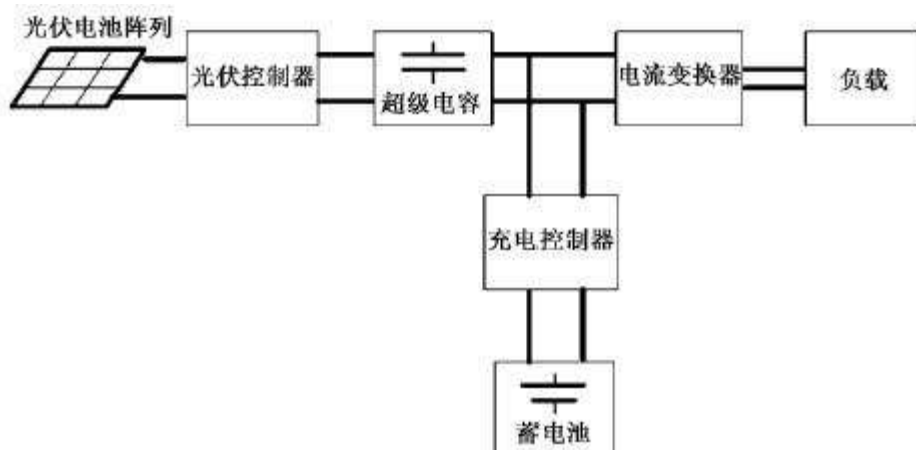 光伏电池阵列
光伏控制器
超级电容
电流变换器
负载
充电控制器
蓄电池